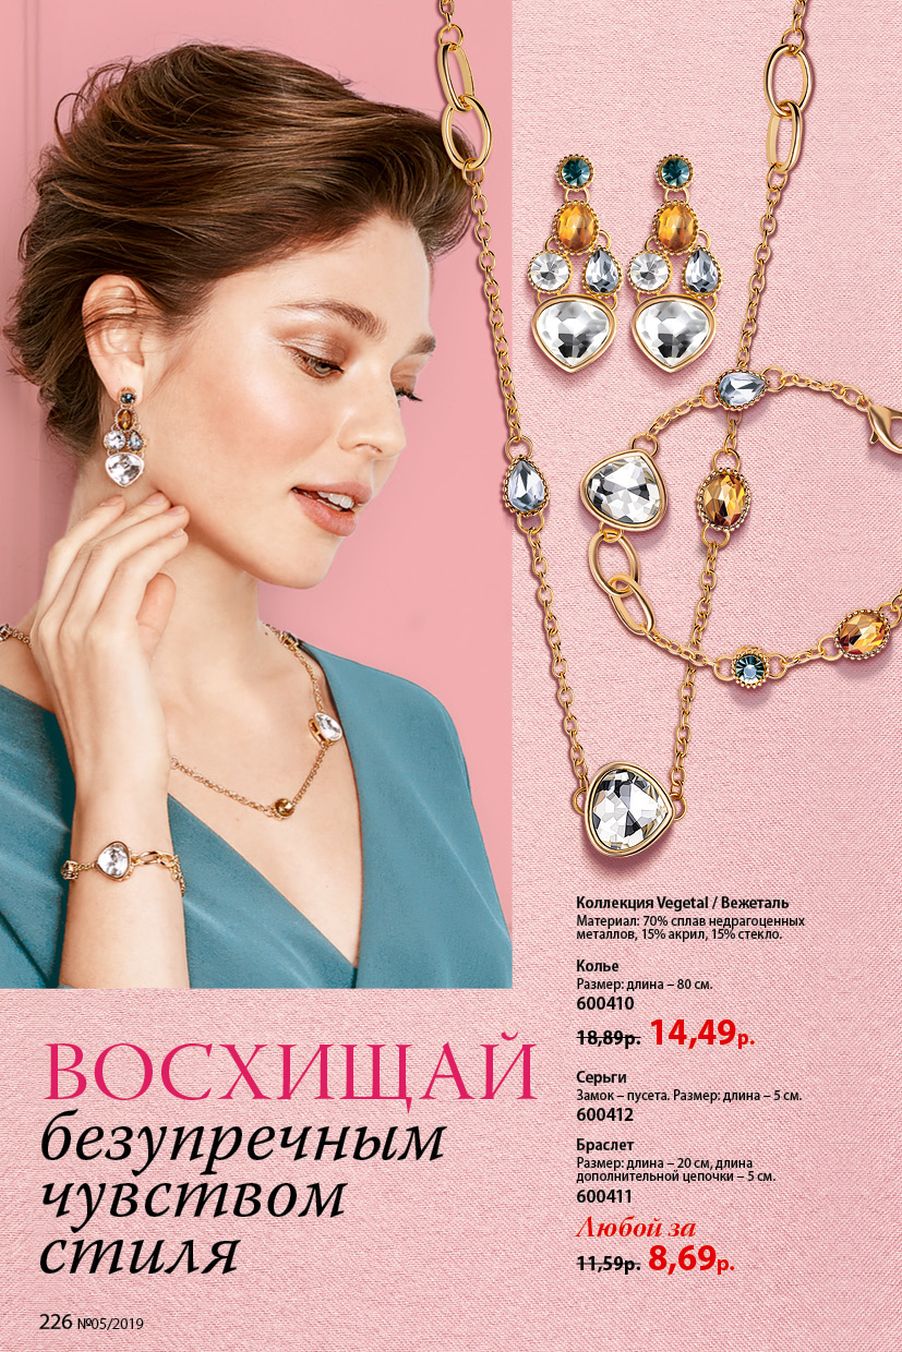 Коллекция Vegetal / Вежеталь
Материал: 70% сплав недрагоценных
металлов, 15% акрил, 15% стекло.
Колье
Размер: длина – 80 см.
600410
18,89р. 14,49р.
Серьги
Замок – пусета. Размер: длина – 5 см.
600412
Браслет
Размер: длина – 20 см, длина
дополнительной цепочки – 5 см.
600411
Любой за
11,59р. 8,69р.
ВОСХИЩАЙ
безупречным
чувством
стиля
226 №05/2019